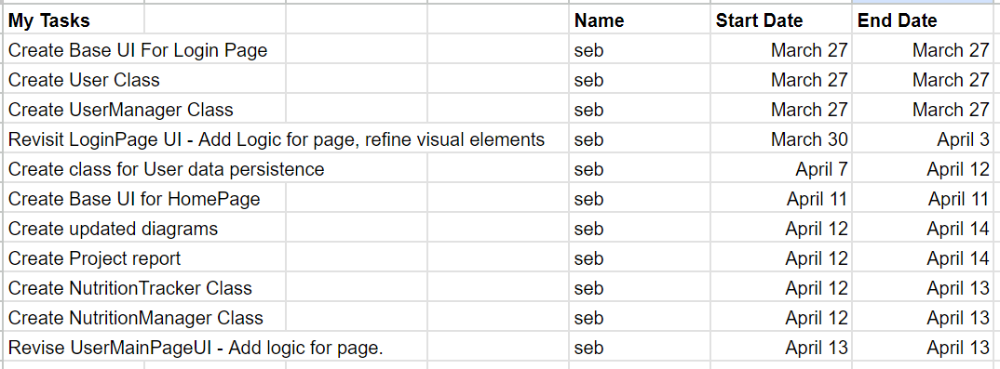 My Tasks Name Start Date End Date
Create Base UI For Login Page seb March 27 March 27
Create User Class seb March 27 March 27
Create UserManager Class seb March 27 March 27
Revisit LoginPage UI - Add Logic for page, refine visual elements seb March 30 April 3
Create class for User data persistence seb April 7 April 12
Create Base UI for HomePage seb April 11 April 11
Create updated diagrams seb April 12 April 14
Create Project report seb April 12 April 14
Create NutritionTracker Class seb April 12 April 13
Create NutritionManager Class seb April 12 April 13
Revise UserMainPageUI - Add logic for page. seb April 13 April 13